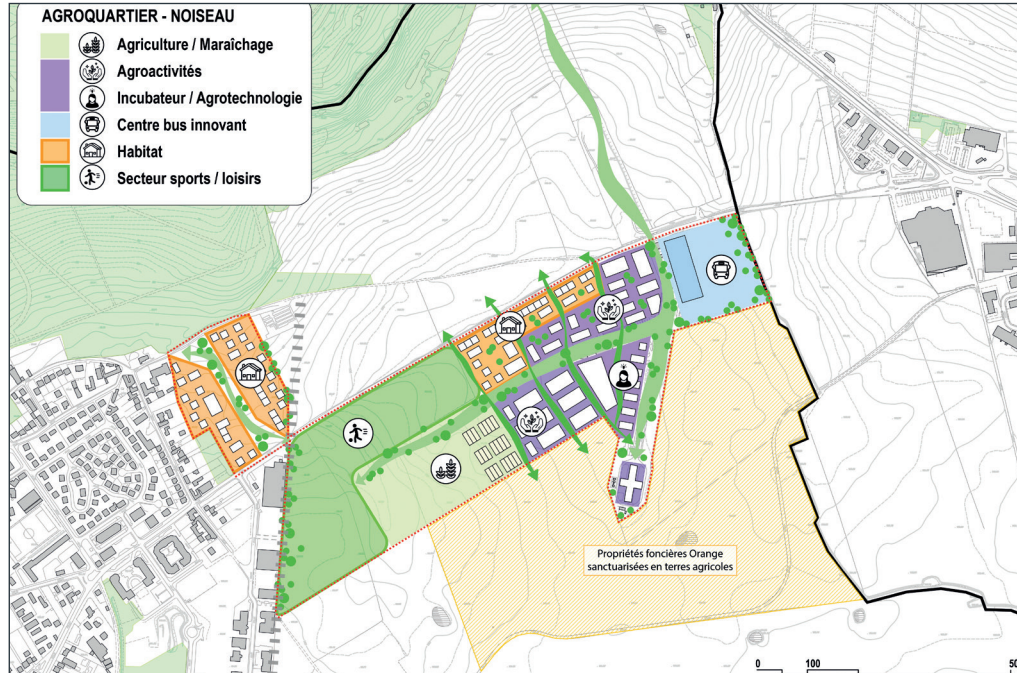 AGROQUARTIER - NOISEAU
Agriculture / Maraîchage
Agroactivités
Incubateur / Agrotechnologie
Centre bus innovant
Habitat
Secteur sports / loisirs
Propriétés foncières Orange
sanctuarisées en terres agricoles
0 100 50